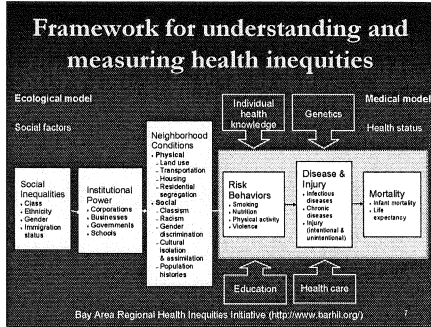 Framework for understanding and
measuring health inequities
Ecological model
Social factors
Social
Inequalities
• Class
• Ethnicity
• Gender
• Immigration
status
Institutional
Power
• Corporations
• Businesses
• Governments
• Schools
Neighborhood
Conditions
• Physical
• Land use
• Transportation
• Housing
• Residential
segregation
• Social
• Classism
• Racism
• Gender
discrimination
• Cultural
isolation
& assimilation
• Population
histories
Individual
health
knowledge
Genetics
Medical model
Health status
Risk
Behaviors
• Smoking
• Nutrition
• Physical activity
• Violence
Disease &
Injury
• Infectious
diseases
• Chronic
diseases
• Injury
(intentional &
unintentional)
Mortality
• Infant mortality
• Life
expectancy
Education
Health care
Bay Area Regional Health Inequities Initiative (http://www.barhii.org/)
7